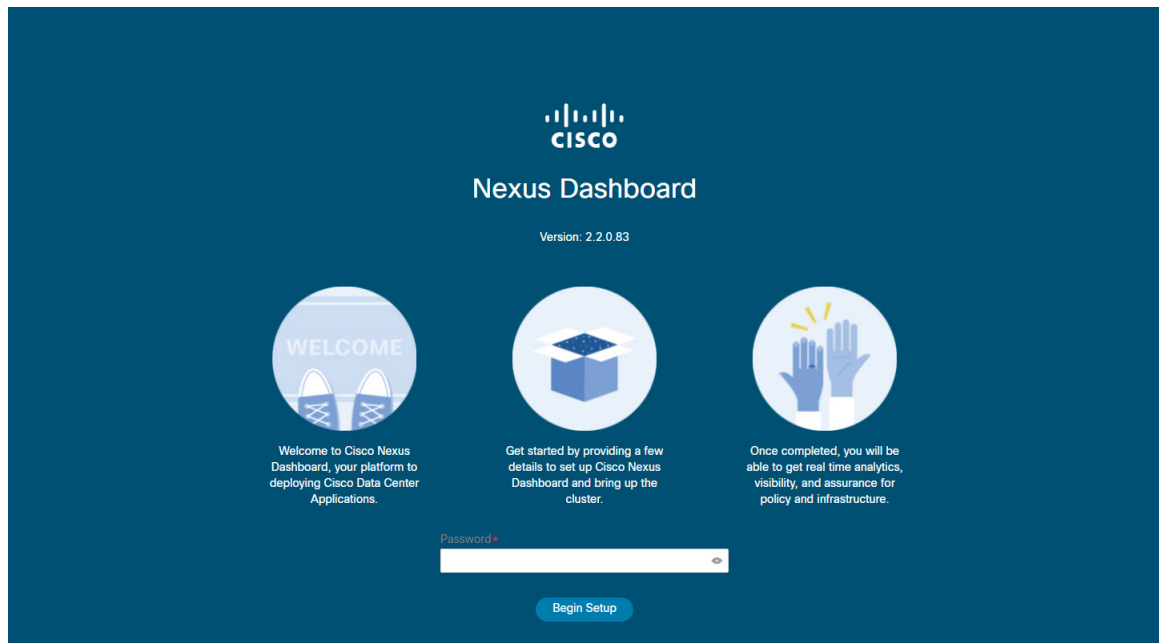 CISCO
Nexus Dashboard
Version: 2.2.0.83
WELCOME
Welcome to Cisco Nexus
Dashboard, your platform to
deploying Cisco Data Center
Applications.
Get started by providing a few
details to set up Cisco Nexus
Dashboard and bring up the
cluster.
Once completed, you will be
able to get real time analytics,
visibility, and assurance for
policy and infrastructure.
Password
Begin Setup